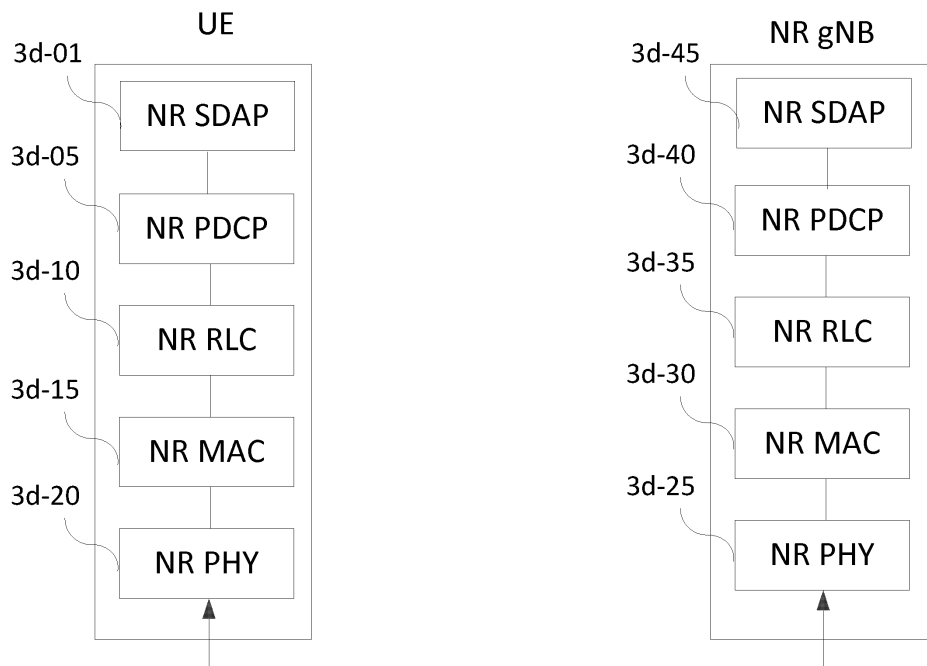 UE
3d-01
NR SDAP
3d-05
NR PDCP
3d-10
NR RLC
3d-15
NR MAC
3d-20
NR PHY
NR gNB
3d-45
NR SDAP
3d-40
NR PDCP
3d-35
NR RLC
3d-30
NR MAC
3d-25
NR PHY